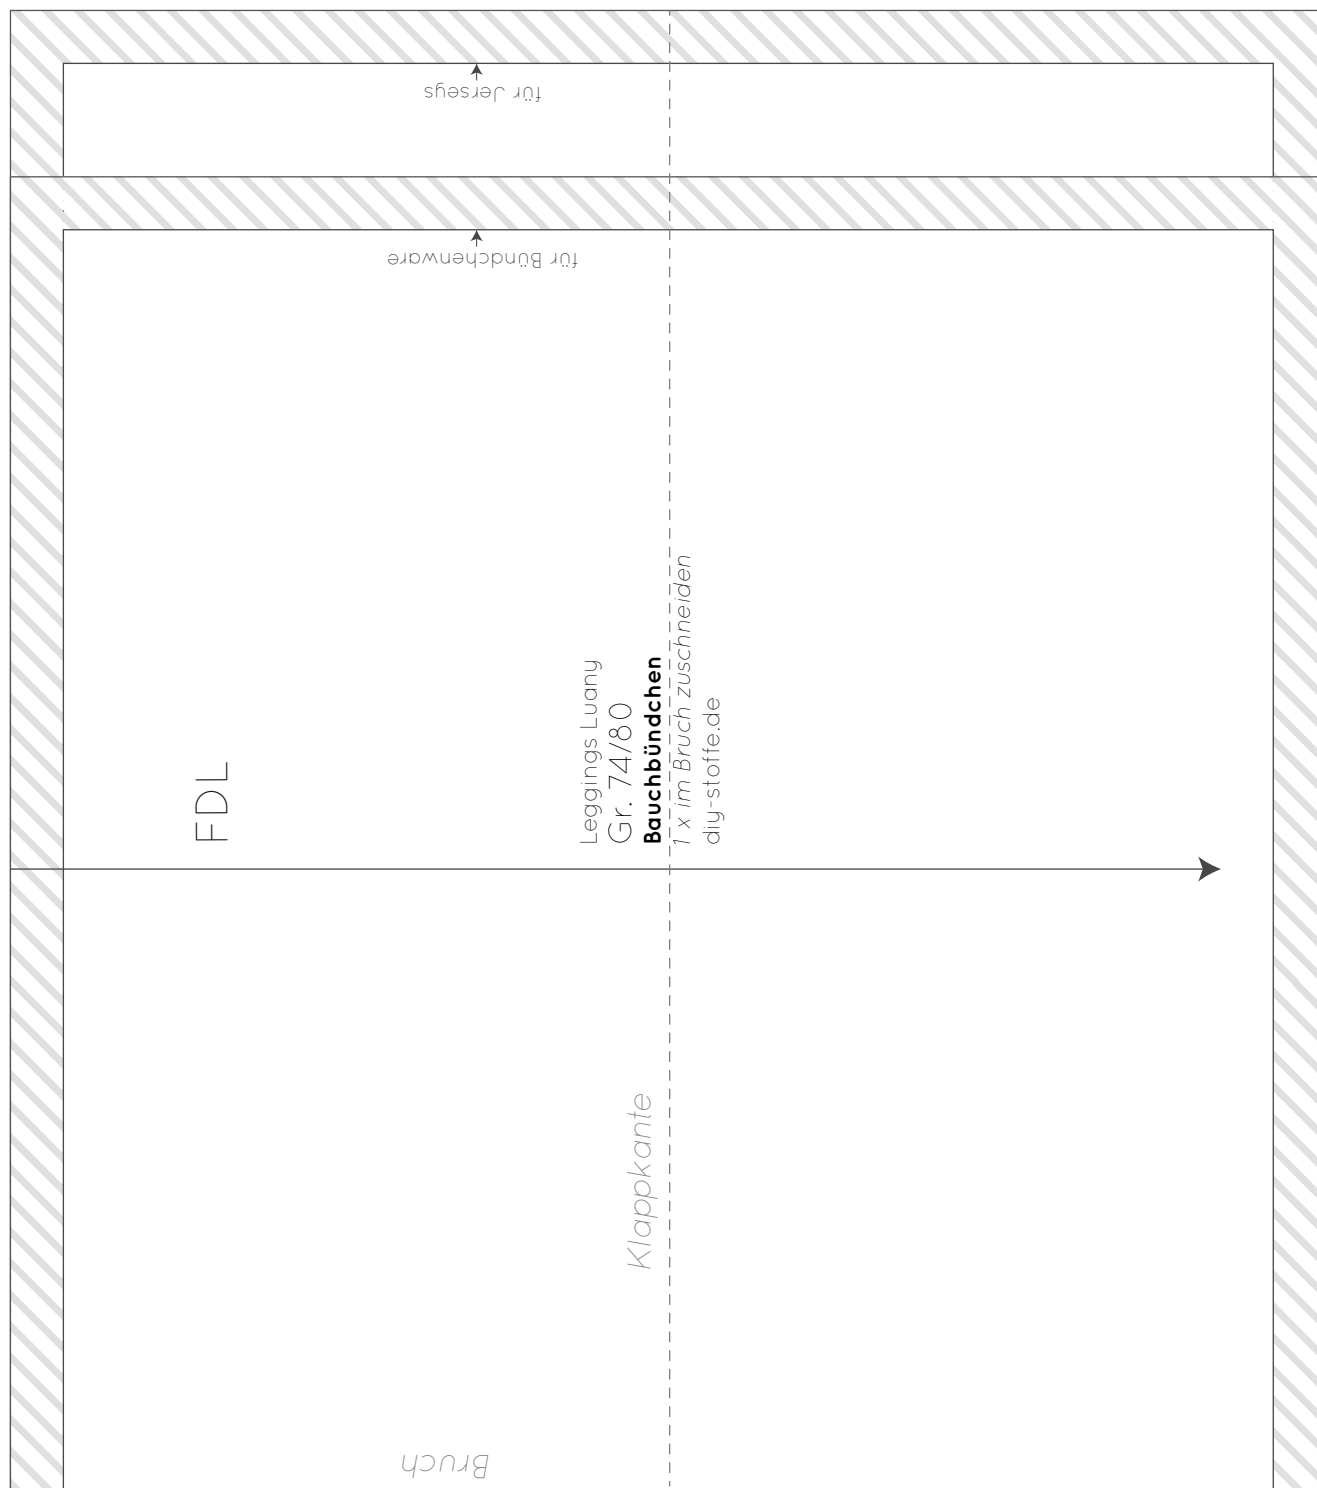 für Jerseys
für Bündchenware
FDL
Leggings Luany
Gr. 74/80
Bauchbündchen
1 x im Bruch zuschneiden
diy-stoffe.de
Klappkante
Bruch